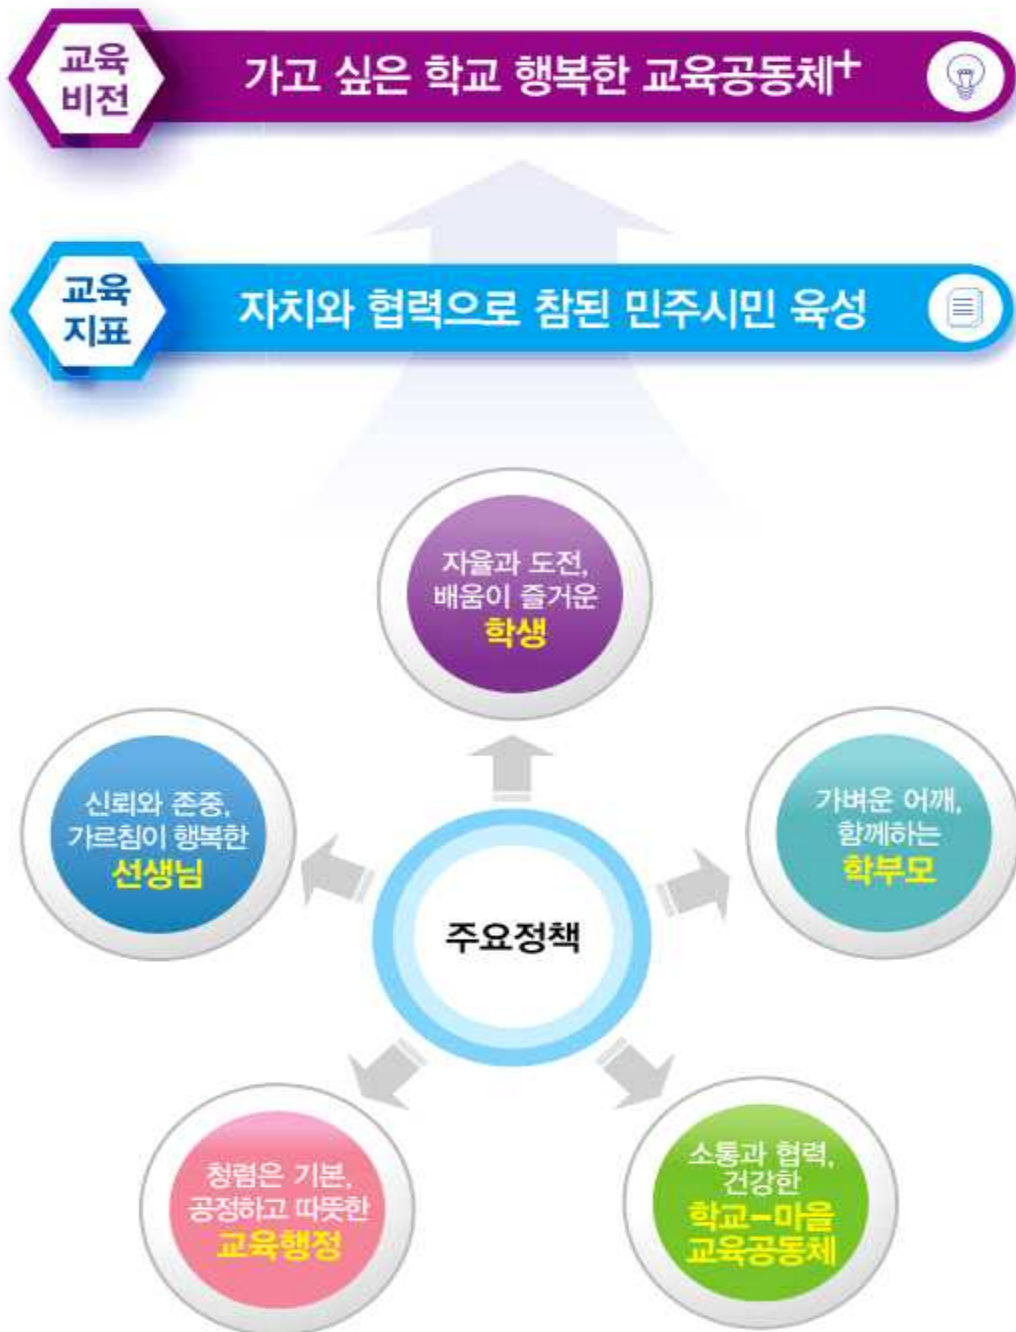 교육
비전
가고 싶은 학교 행복한 교육공동체+
교육
지표
자치와 협력으로 참된 민주시민 육성
자율과 도전,
배움이 즐거운
학생
신뢰와 존중,
가르침이 행복한
선생님
가벼운 어깨,
함께하는
학부모
주요정책
청렴은 기본,
공정하고 따뜻한
교육행정
소통과 협력,
건강한
학교-마을
교육공동체